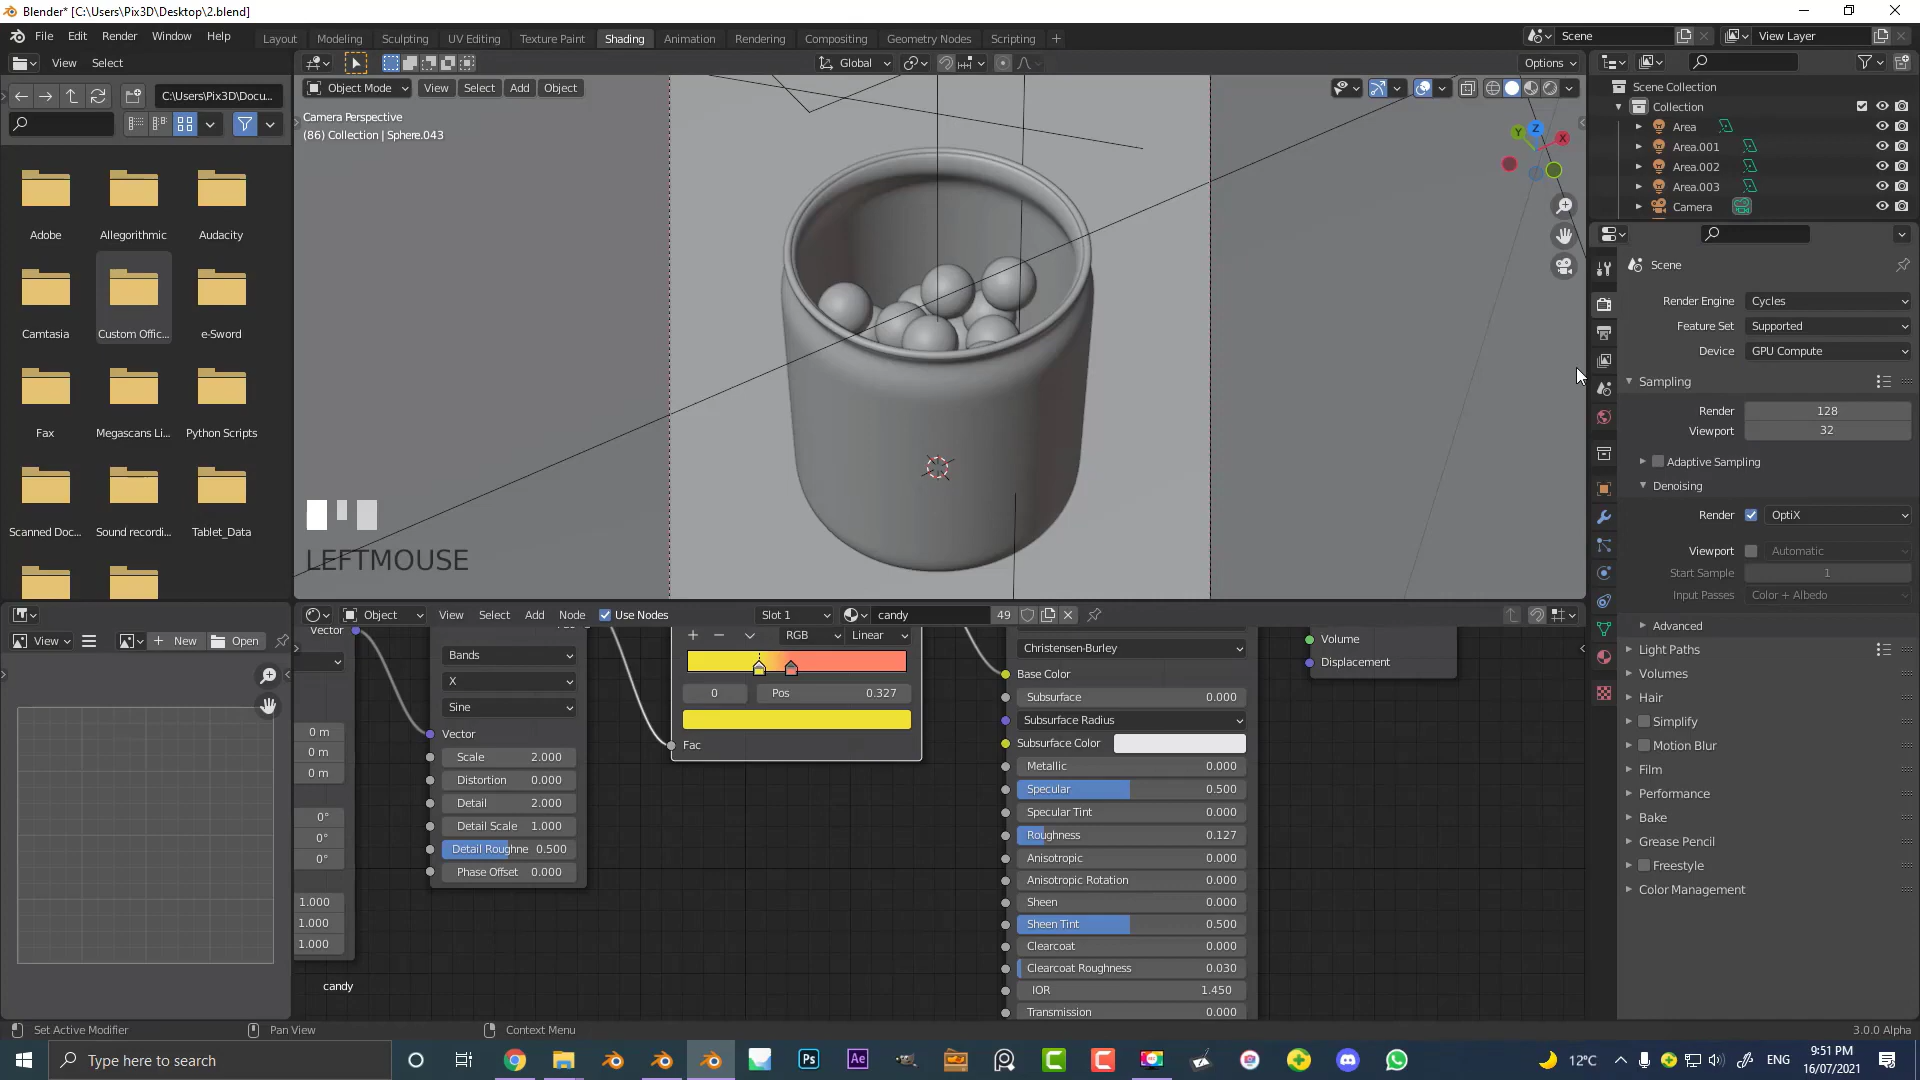 Blender* [C:\Users\Pix3D\Desktop\2.blend]
File Edit Render Window Help
Layout Modeling Sculpting UV Editing Texture Paint Shading Animation Rendering Compositing Geometry Nodes Scripting
Scene
View Layer
View Select
Global
Options
C:\Users\Pix3D\Docu...
Object Mode View Select Add Object
Camera Perspective
(86) Collection | Sphere.043
Z
Y
X
LEFTMOUSE
Adobe Allegorithmic Audacity
Camtasia Custom Offic... e-Sword
Fax Megascans Li... Python Scripts
Scanned Doc... Sound recordi... Tablet_Data
Scene Collection
Collection
Area
Area.001
Area.002
Area.003
Camera
Scene
Render Engine Cycles
Feature Set Supported
Device GPU Compute
Sampling
Render 128
Viewport 32
Adaptive Sampling
Denoising
Render OptiX
Viewport Automatic
Start Sample 1
Input Passes Color + Albedo
Advanced
Light Paths
Volumes
Hair
Simplify
Motion Blur
Film
Performance
Bake
Grease Pencil
Freestyle
Color Management
View New Open
Object View Select Add Node Use Nodes Slot 1 candy 49
Vector
0 m
0 m
0 m
0°
0°
0°
1.000
1.000
1.000
Bands
X
Sine
Vector
Scale 2.000
Distortion 0.000
Detail 2.000
Detail Scale 1.000
Detail Roughne 0.500
Phase Offset 0.000
RGB Linear
0 Pos 0.327
Fac
Christensen-Burley
Base Color
Subsurface 0.000
Subsurface Radius
Subsurface Color
Metallic 0.000
Specular 0.500
Specular Tint 0.000
Roughness 0.127
Anisotropic 0.000
Anisotropic Rotation 0.000
Sheen 0.000
Sheen Tint 0.500
Clearcoat 0.000
Clearcoat Roughness 0.030
IOR 1.450
Transmission
Volume
Displacement
candy
Set Active Modifier Pan View Context Menu 3.0.0 Alpha
Type here to search
Ps
Ae
12°C
ENG
9:51 PM
16/07/2021